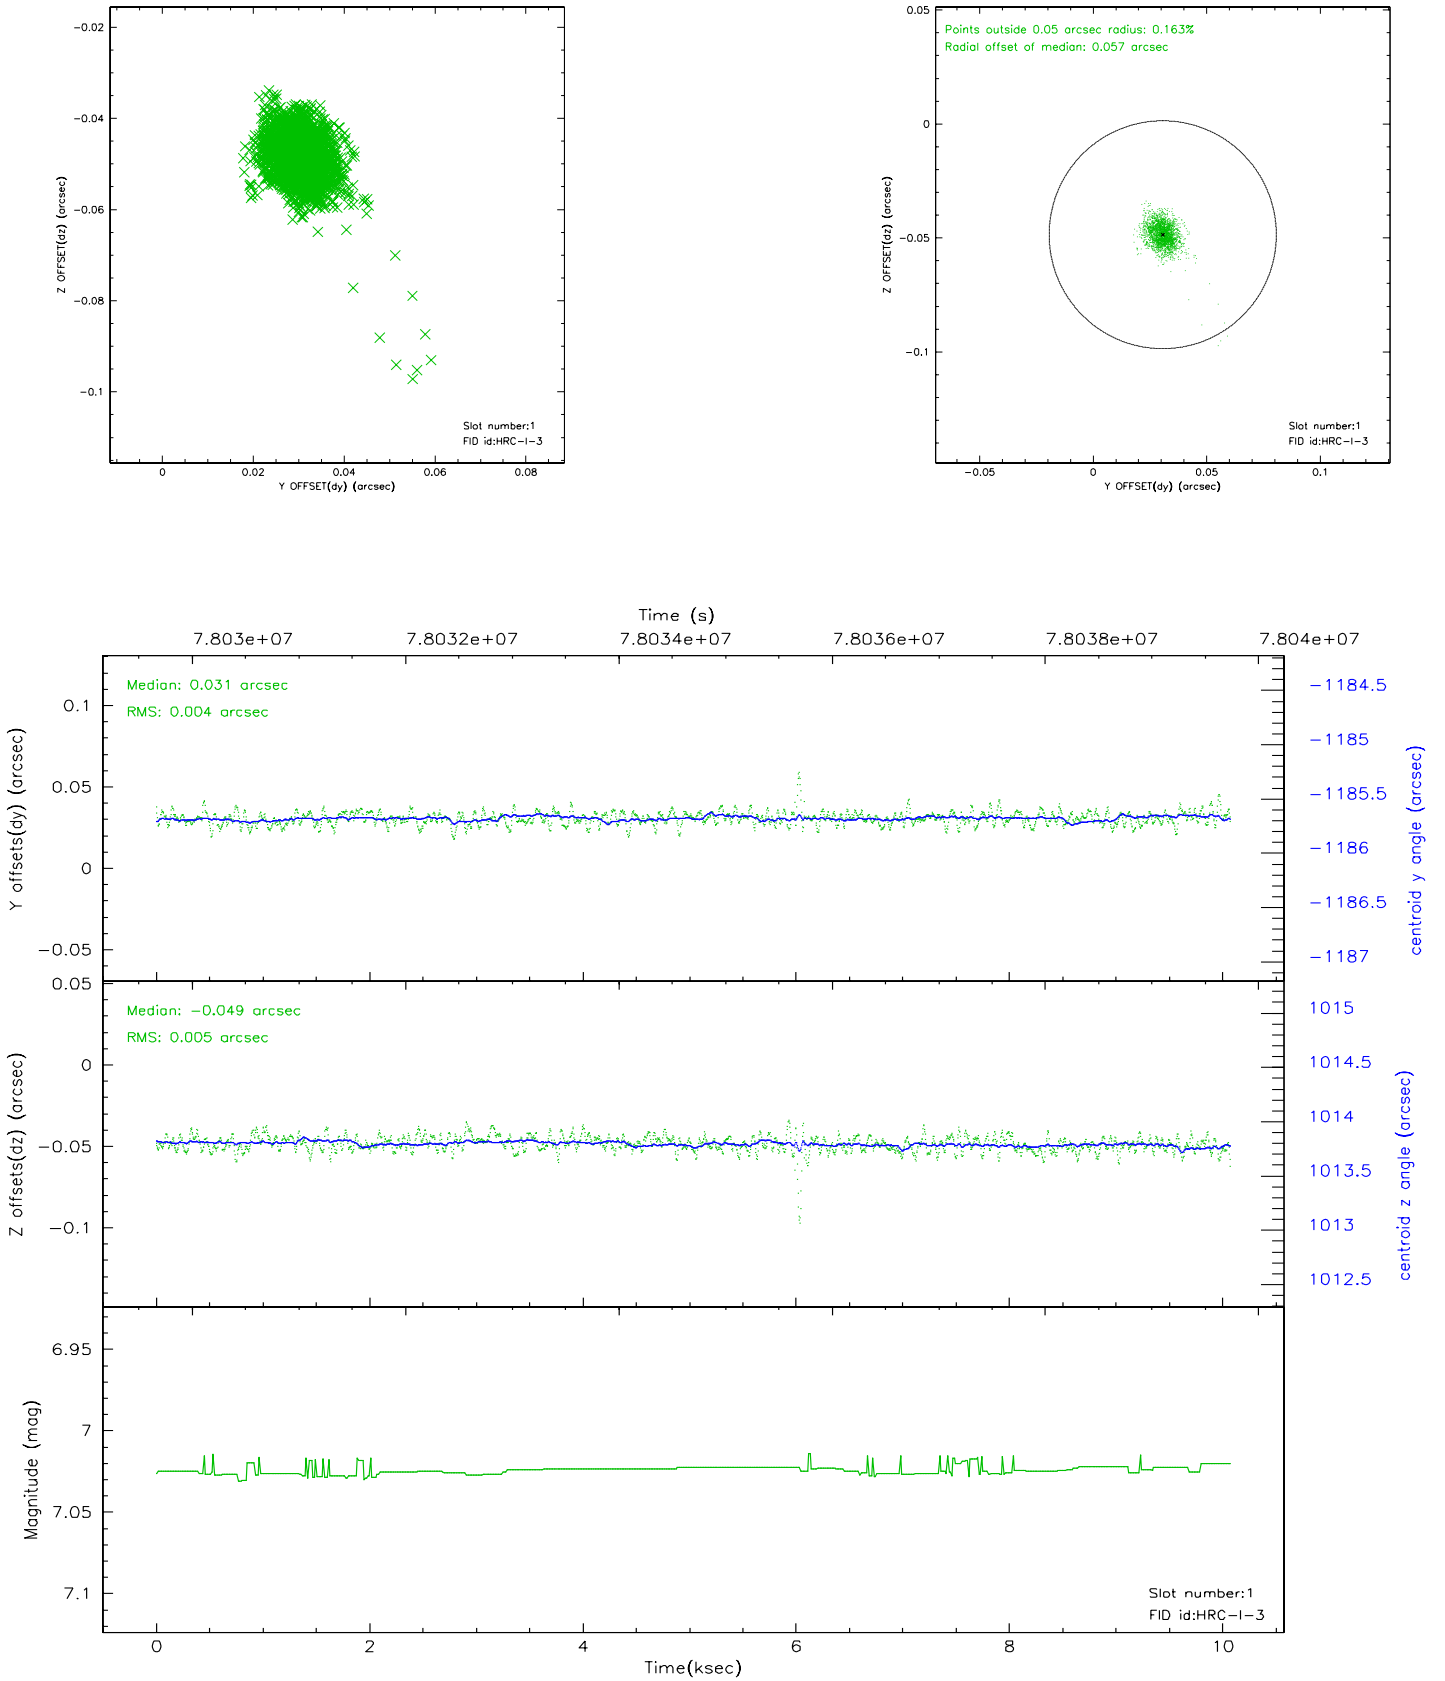 −0.02
−0.04
−0.06
−0.08
−0.1
Z OFFSET(dz) (arcsec)
Slot number:1
FID id:HRC−I−3
0
0.02
0.04
0.06
0.08
Y OFFSET(dy) (arcsec)
0.05
0
−0.05
−0.1
Z OFFSET(dz) (arcsec)
Points outside 0.05 arcsec radius: 0.163%
Radial offset of median: 0.057 arcsec
Slot number:1
FID id:HRC−I−3
−0.05
0
0.05
0.1
Y OFFSET(dy) (arcsec)
Time (s)
7.803e+07
7.8032e+07
7.8034e+07
7.8036e+07
7.8038e+07
7.804e+07
Median: 0.031 arcsec
RMS: 0.004 arcsec
0.1
0.05
0
−0.05
Y offsets(dy) (arcsec)
−1184.5
−1185
−1185.5
−1186
−1186.5
−1187
centroid y angle (arcsec)
Median: −0.049 arcsec
RMS: 0.005 arcsec
0.05
0
−0.05
−0.1
Z offsets(dz) (arcsec)
1015
1014.5
1014
1013.5
1013
1012.5
centroid z angle (arcsec)
6.95
7
7.05
7.1
Magnitude (mag)
Slot number:1
FID id:HRC−I−3
0
2
4
6
8
10
Time(ksec)